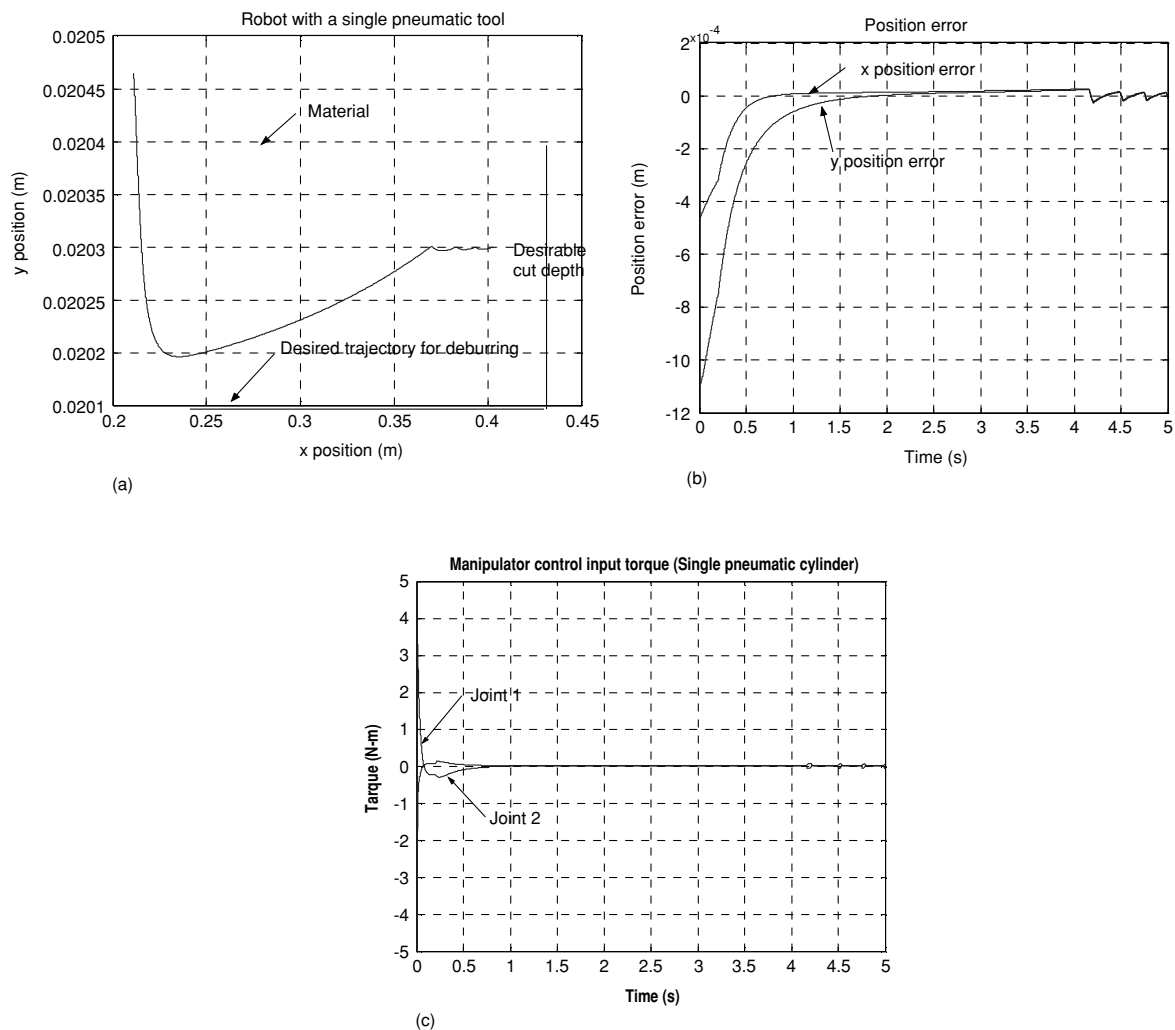 Robot with a single pneumatic tool
0.0205
0.02045
0.0204
0.02035
0.0203
0.02025
0.0202
0.0201
y position (m)
Material
Desirable
cut depth
Desired trajectory for deburring
0.2
0.25
0.3
0.35
0.4
0.45
x position (m)
(a)
Position error
2
×10-4
0
-2
-4
-6
-8
-10
-12
Position error (m)
x position error
y position error
0
0.5
1
1.5
2
2.5
3
3.5
4
4.5
5
Time (s)
(b)
Manipulator control input torque (Single pneumatic cylinder)
5
4
3
2
1
0
-1
-2
-3
-4
-5
Tarque (N-m)
Joint 1
Joint 2
0
0.5
1
1.5
2
2.5
3
3.5
4
4.5
5
Time (s)
(c)